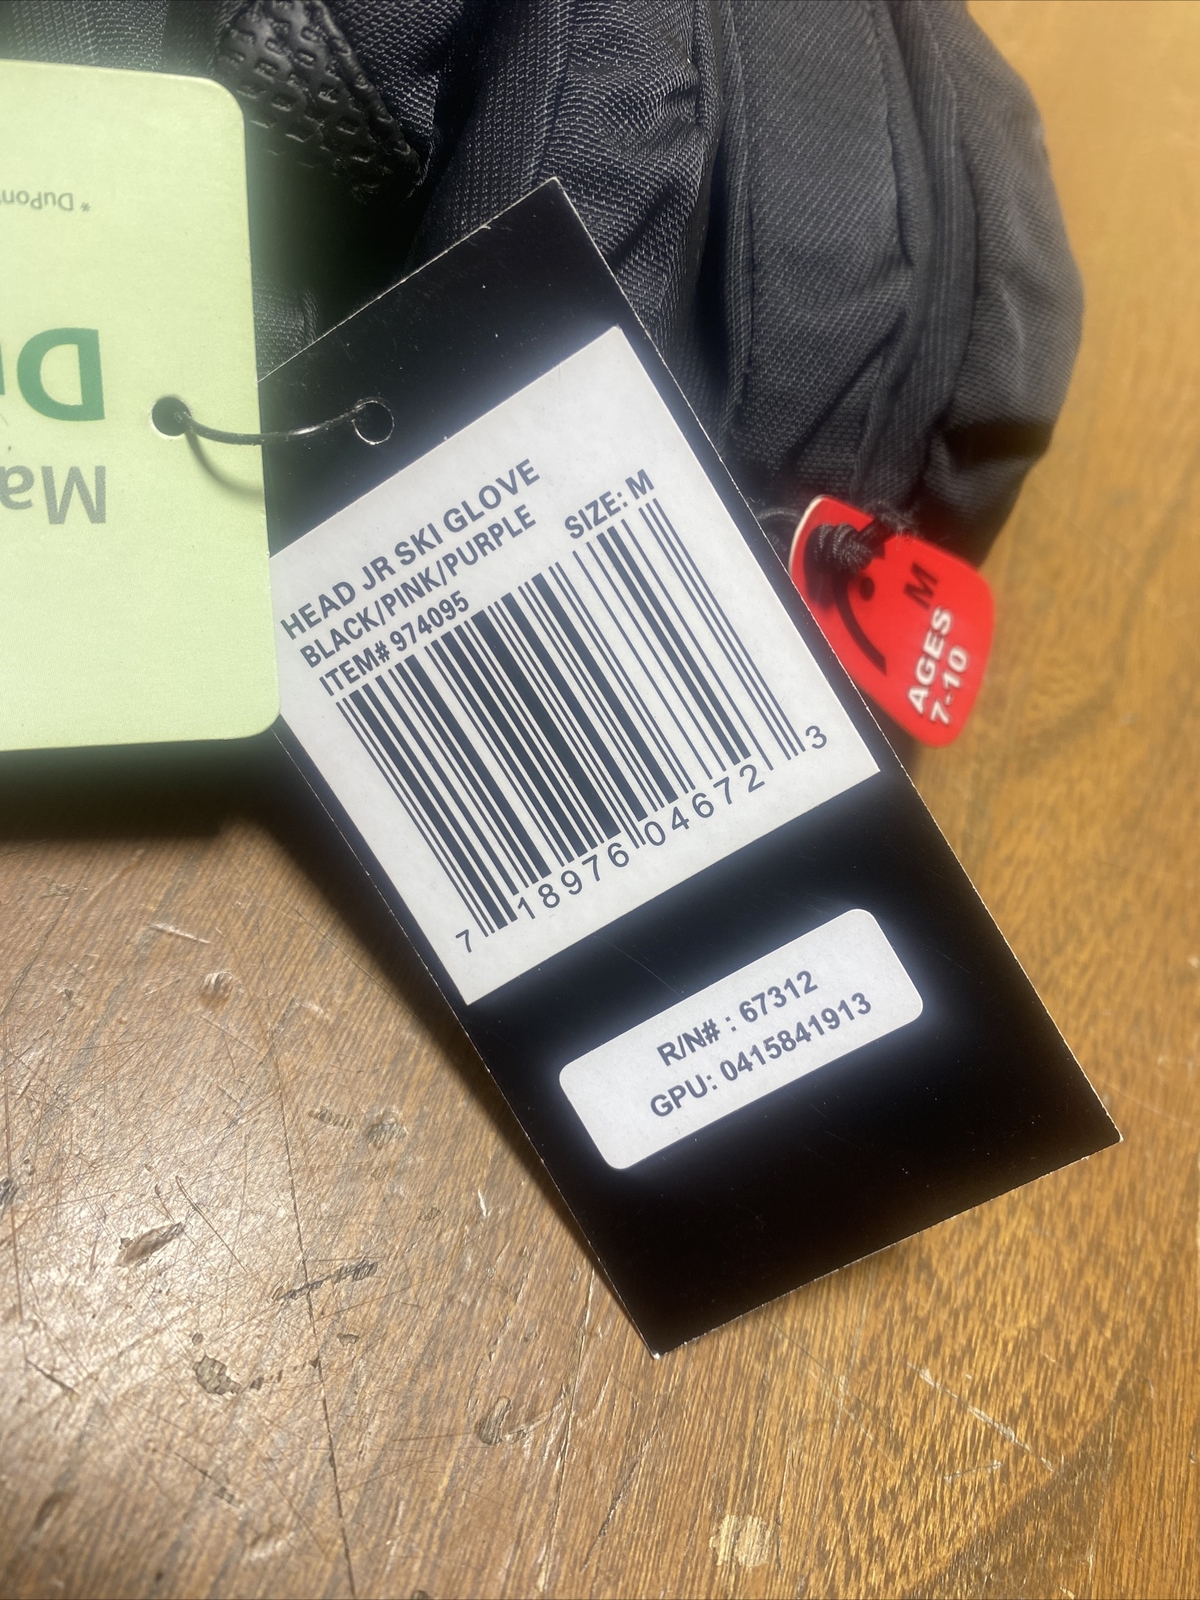 * DuPon
Ma
HEAD JR SKI GLOVE
BLACK/PINK/PURPLE
ITEM# 974095 SIZE: M
7 18976 04672 3
R/N# : 67312
GPU: 0415841913
M
AGES
7-10